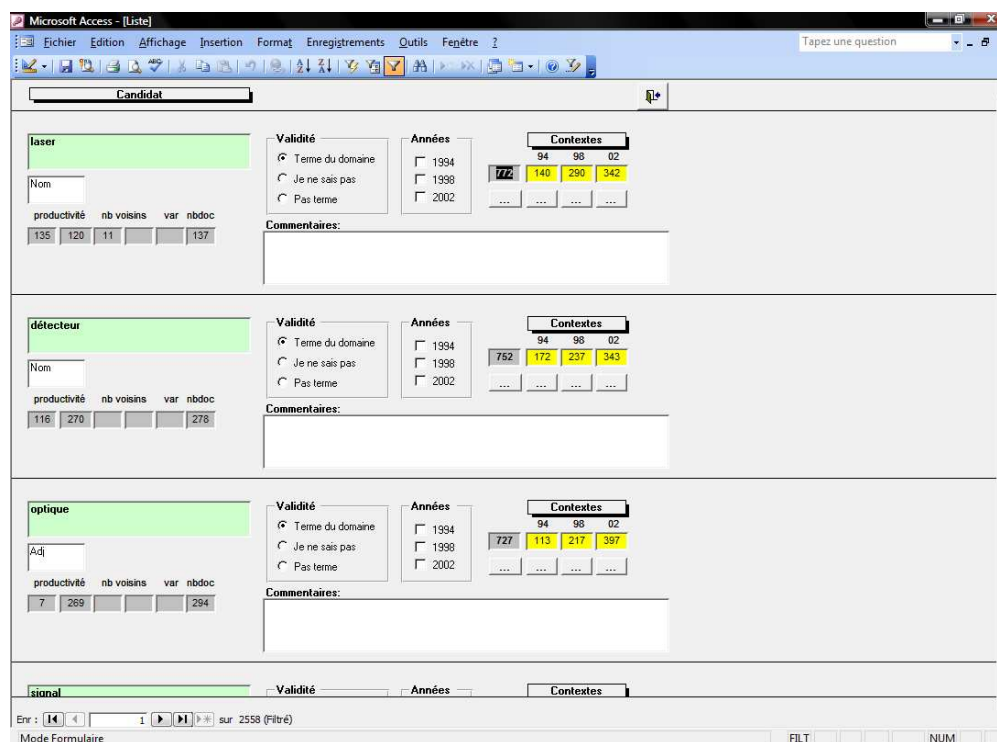 Microsoft Access - [Liste]
Fichier Edition Affichage Insertion Format Enregistrements Outils Fenêtre ? Tapez une question
Candidat
laser
Nom
productivité nb voisins var nbdoc
135 120 11 137
Validité
Terme du domaine
Je ne sais pas
Pas terme
Années
1994
1998
2002
Contextes
94 98 02
772 140 290 342
... ... ... ...
Commentaires:
détecteur
Nom
productivité nb voisins var nbdoc
116 270 278
Validité
Terme du domaine
Je ne sais pas
Pas terme
Années
1994
1998
2002
Contextes
94 98 02
752 172 237 343
... ... ... ...
Commentaires:
optique
Adj
productivité nb voisins var nbdoc
7 269 294
Validité
Terme du domaine
Je ne sais pas
Pas terme
Années
1994
1998
2002
Contextes
94 98 02
727 113 217 397
... ... ... ...
Commentaires:
signal
Validité
Années
Contextes
Enr : 1 sur 2558 (Filtré)
Mode Formulaire FILT NUM